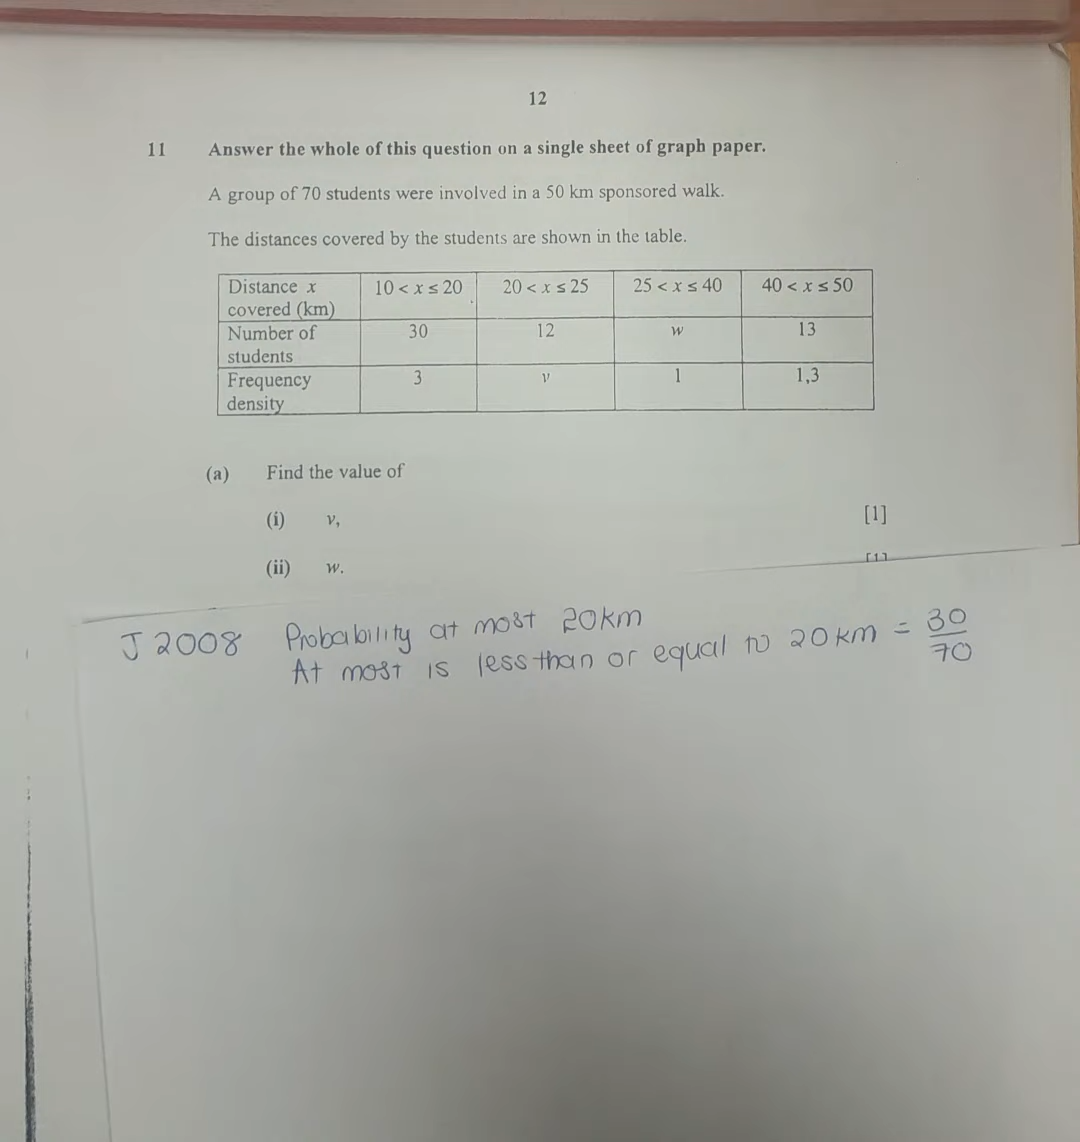 12
11 Answer the whole of this question on a single sheet of graph paper.
A group of 70 students were involved in a 50 km sponsored walk.
The distances covered by the students are shown in the table.
Distance x covered (km) 10 < x ≤ 20 20 < x ≤ 25 25 < x ≤ 40 40 < x ≤ 50
Number of students 30 12 w 13
Frequency density 3 v 1 1,3
(a) Find the value of
(i) v, [1]
(ii) w. [1]
J 2008 Probability at most 20km
At most is less than or equal to 20km = 30/70